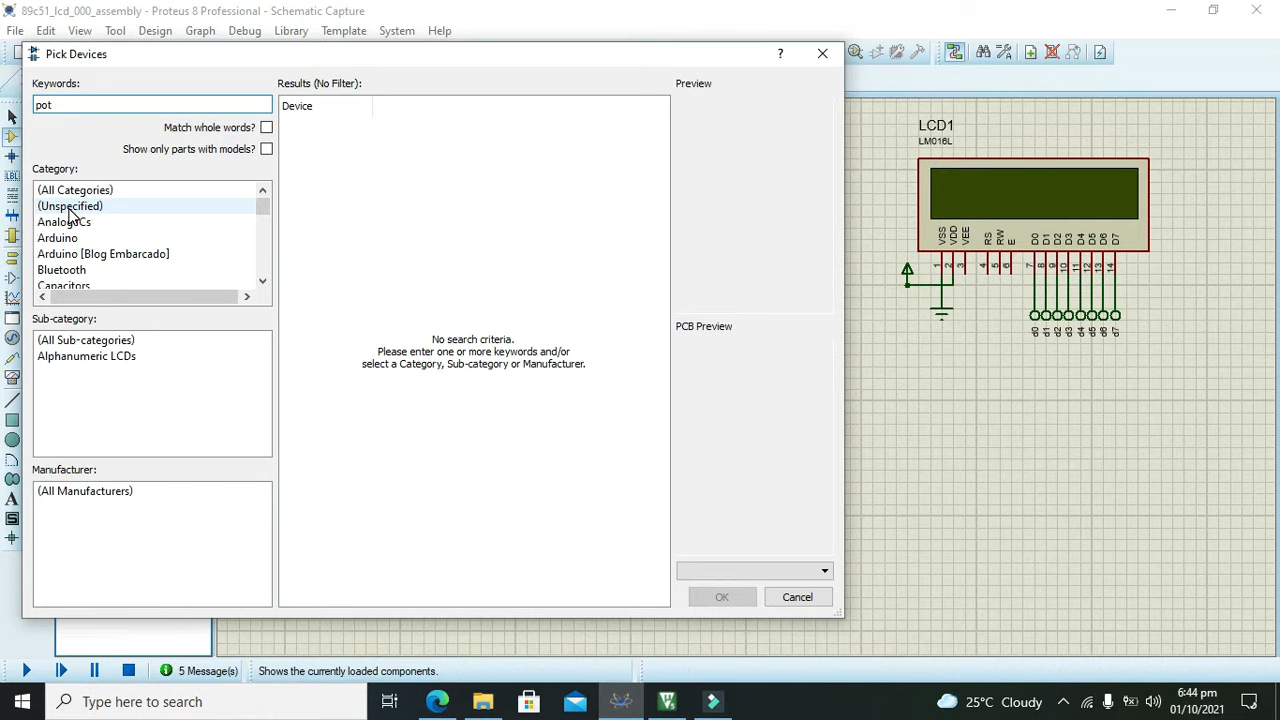 89c51_lcd_000_assembly - Proteus 8 Professional - Schematic Capture
File Edit View Tool Design Graph Debug Library Template System Help
Pick Devices
?
Keywords:
pot
Match whole words?
Show only parts with models?
Category:
(All Categories)
(Unspecified)
Analog ICs
Arduino
Arduino [Blog Embarcado]
Bluetooth
Capacitors
Sub-category:
(All Sub-categories)
Alphanumeric LCDs
Manufacturer:
(All Manufacturers)
Results (No Filter):
Device
No search criteria.
Please enter one or more keywords and/or
select a Category, Sub-category or Manufacturer.
Preview
PCB Preview
OK Cancel
LBL
A
S
LCD1
LM016L
VSS VDD VEE RS RW E D0 D1 D2 D3 D4 D5 D6 D7
1 2 3 4 5 6 7 8 9 10 11 12 13 14
d0 d1 d2 d3 d4 d5 d6 d7
5 Message(s) Shows the currently loaded components.
Type here to search
25°C Cloudy
6:44 pm
01/10/2021